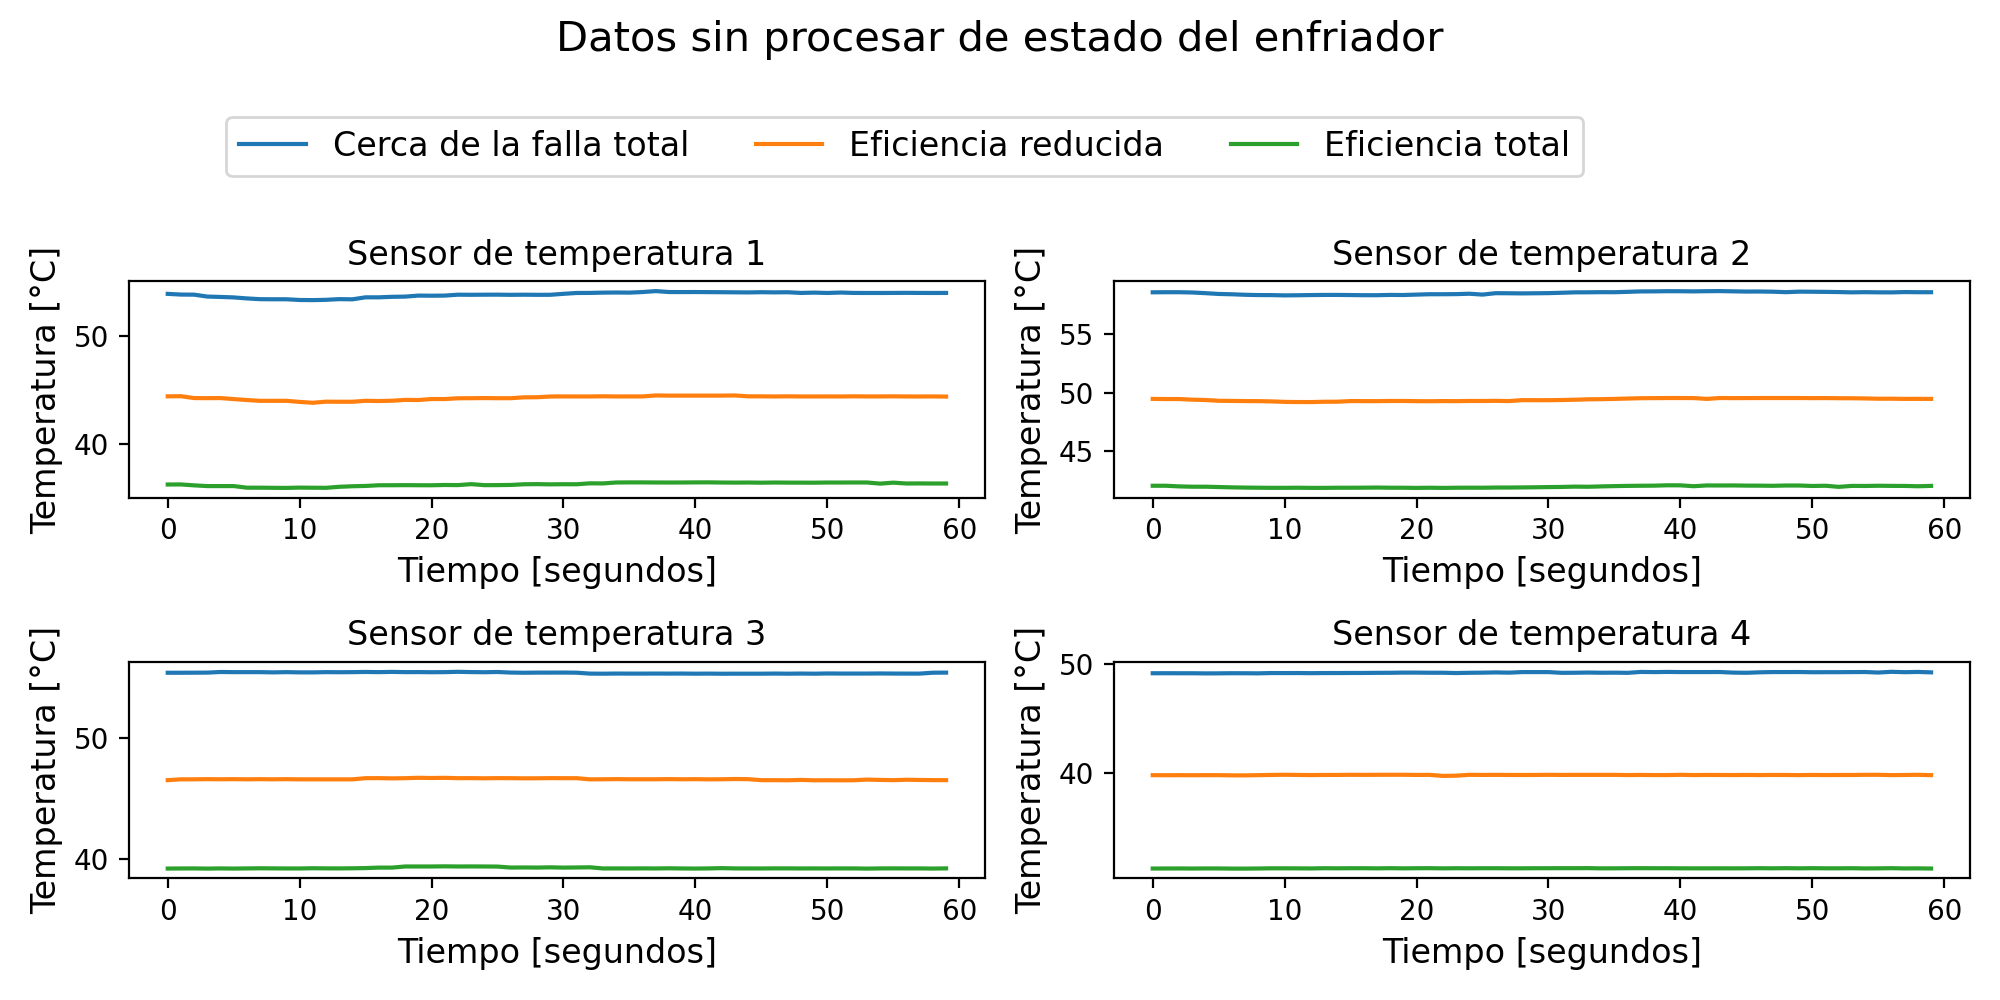 Datos sin procesar de estado del enfriador
Cerca de la falla total Eficiencia reducida Eficiencia total
Sensor de temperatura 1
Temperatura [°C]
50
40
0 10 20 30 40 50 60
Tiempo [segundos]
Sensor de temperatura 2
Temperatura [°C]
55
50
45
0 10 20 30 40 50 60
Tiempo [segundos]
Sensor de temperatura 3
Temperatura [°C]
50
40
0 10 20 30 40 50 60
Tiempo [segundos]
Sensor de temperatura 4
Temperatura [°C]
50
40
0 10 20 30 40 50 60
Tiempo [segundos]